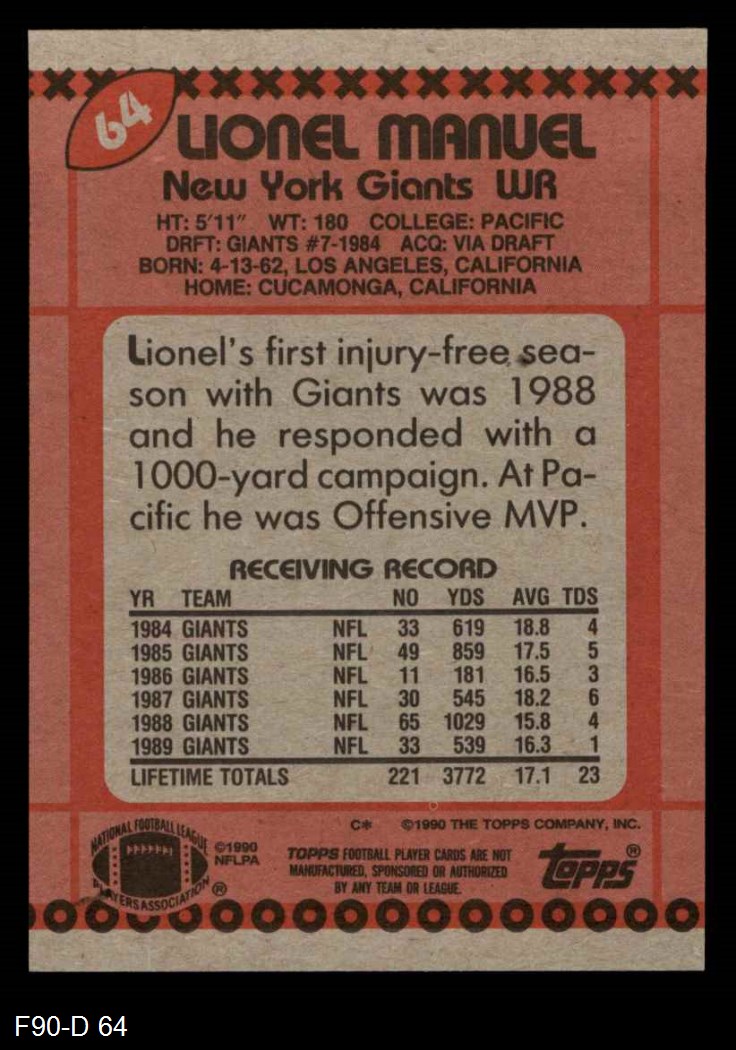 64
LIONEL MANUEL
New York Giants WR
HT: 5'11" WT: 180 COLLEGE: PACIFIC
DRFT: GIANTS #7-1984 ACQ: VIA DRAFT
BORN: 4-13-62, LOS ANGELES, CALIFORNIA
HOME: CUCAMONGA, CALIFORNIA
Lionel's first injury-free sea-
son with Giants was 1988
and he responded with a
1000-yard campaign. At Pa-
cific he was Offensive MVP.
RECEIVING RECORD
YR TEAM NO YDS AVG TDS
1984 GIANTS NFL 33 619 18.8 4
1985 GIANTS NFL 49 859 17.5 5
1986 GIANTS NFL 11 181 16.5 3
1987 GIANTS NFL 30 545 18.2 6
1988 GIANTS NFL 65 1029 15.8 4
1989 GIANTS NFL 33 539 16.3 1
LIFETIME TOTALS 221 3772 17.1 23
C* ©1990 THE TOPPS COMPANY, INC.
NATIONAL FOOTBALL LEAGUE
PLAYERS ASSOCIATION ®
©1990
NFLPA
TOPPS FOOTBALL PLAYER CARDS ARE NOT
MANUFACTURED, SPONSORED OR AUTHORIZED
BY ANY TEAM OR LEAGUE.
topps®
F90-D 64